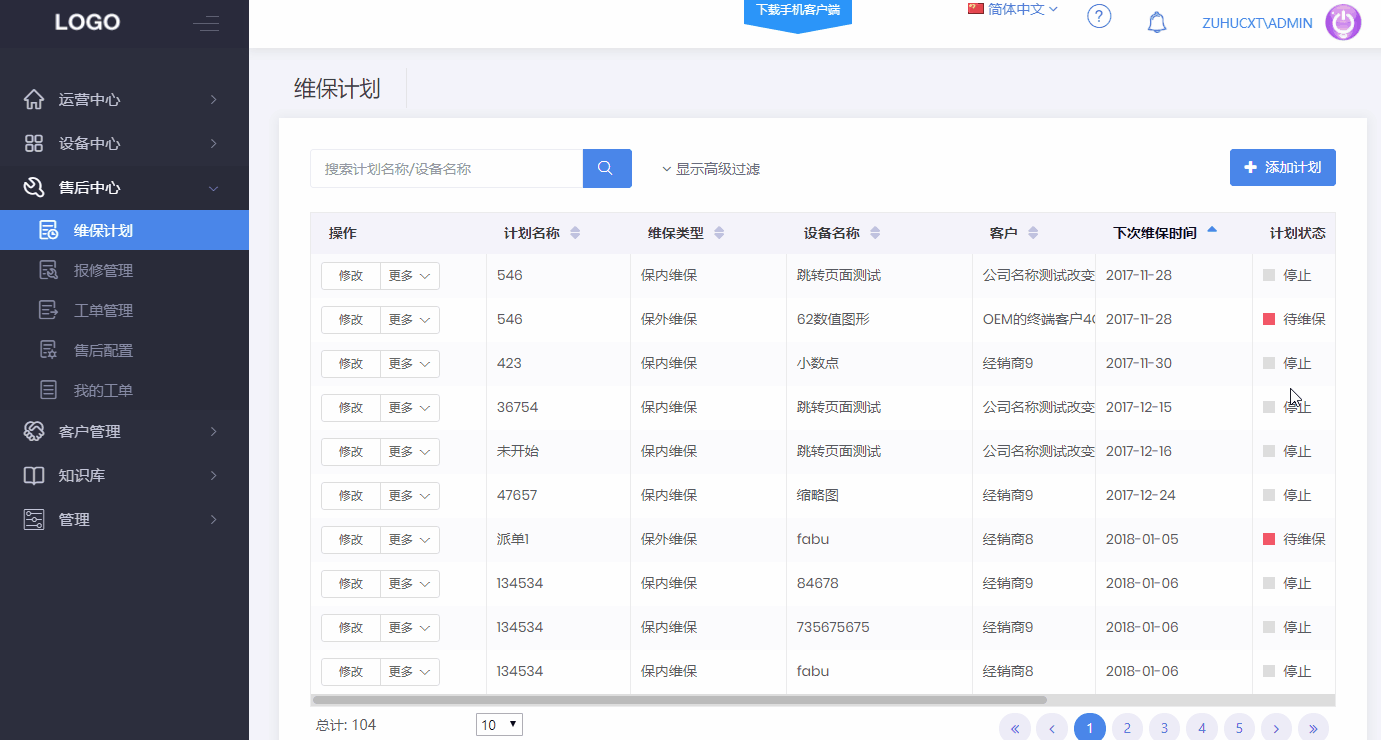 LOGO
下载手机客户端
简体中文
?
ZUHUCXT\ADMIN
运营中心
设备中心
售后中心
维保计划
报修管理
工单管理
售后配置
我的工单
客户管理
知识库
管理
维保计划
搜索计划名称/设备名称
显示高级过滤
添加计划
操作 计划名称 维保类型 设备名称 客户 下次维保时间 计划状态
修改 更多 546 保内维保 跳转页面测试 公司名称测试改变 2017-11-28 停止
修改 更多 546 保外维保 62数值图形 OEM的终端客户4 2017-11-28 待维保
修改 更多 423 保内维保 小数点 经销商9 2017-11-30 停止
修改 更多 36754 保内维保 跳转页面测试 公司名称测试改变 2017-12-15 停止
修改 更多 未开始 保内维保 跳转页面测试 公司名称测试改变 2017-12-16 停止
修改 更多 47657 保内维保 缩略图 经销商9 2017-12-24 停止
修改 更多 派单1 保外维保 fabu 经销商8 2018-01-05 待维保
修改 更多 134534 保内维保 84678 经销商9 2018-01-06 停止
修改 更多 134534 保内维保 735675675 经销商9 2018-01-06 停止
修改 更多 134534 保内维保 fabu 经销商8 2018-01-06 停止
总计: 104 10 « ‹ 1 2 3 4 5 › »